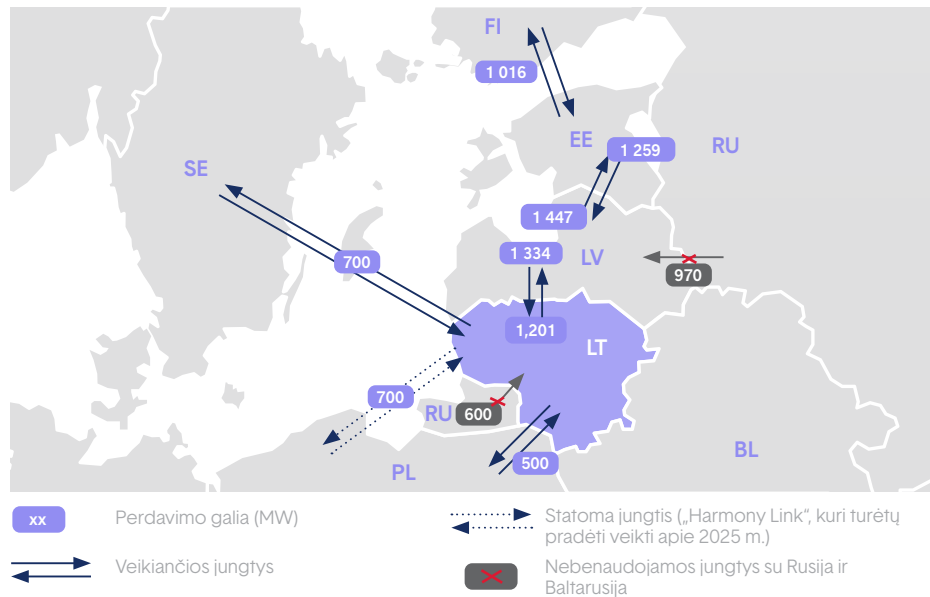 FI
1 016
EE
1 259
RU
SE
1 447
1 334
LV
700
970
1,201
LT
700
RU
600
500
PL
BL
xx
Perdavimo galia (MW)
Veikiančios jungtys
Statoma jungtis („Harmony Link“, kuri turėtų
pradėti veikti apie 2025 m.)
Nebenaudojamos jungtys su Rusija ir
Baltarusija